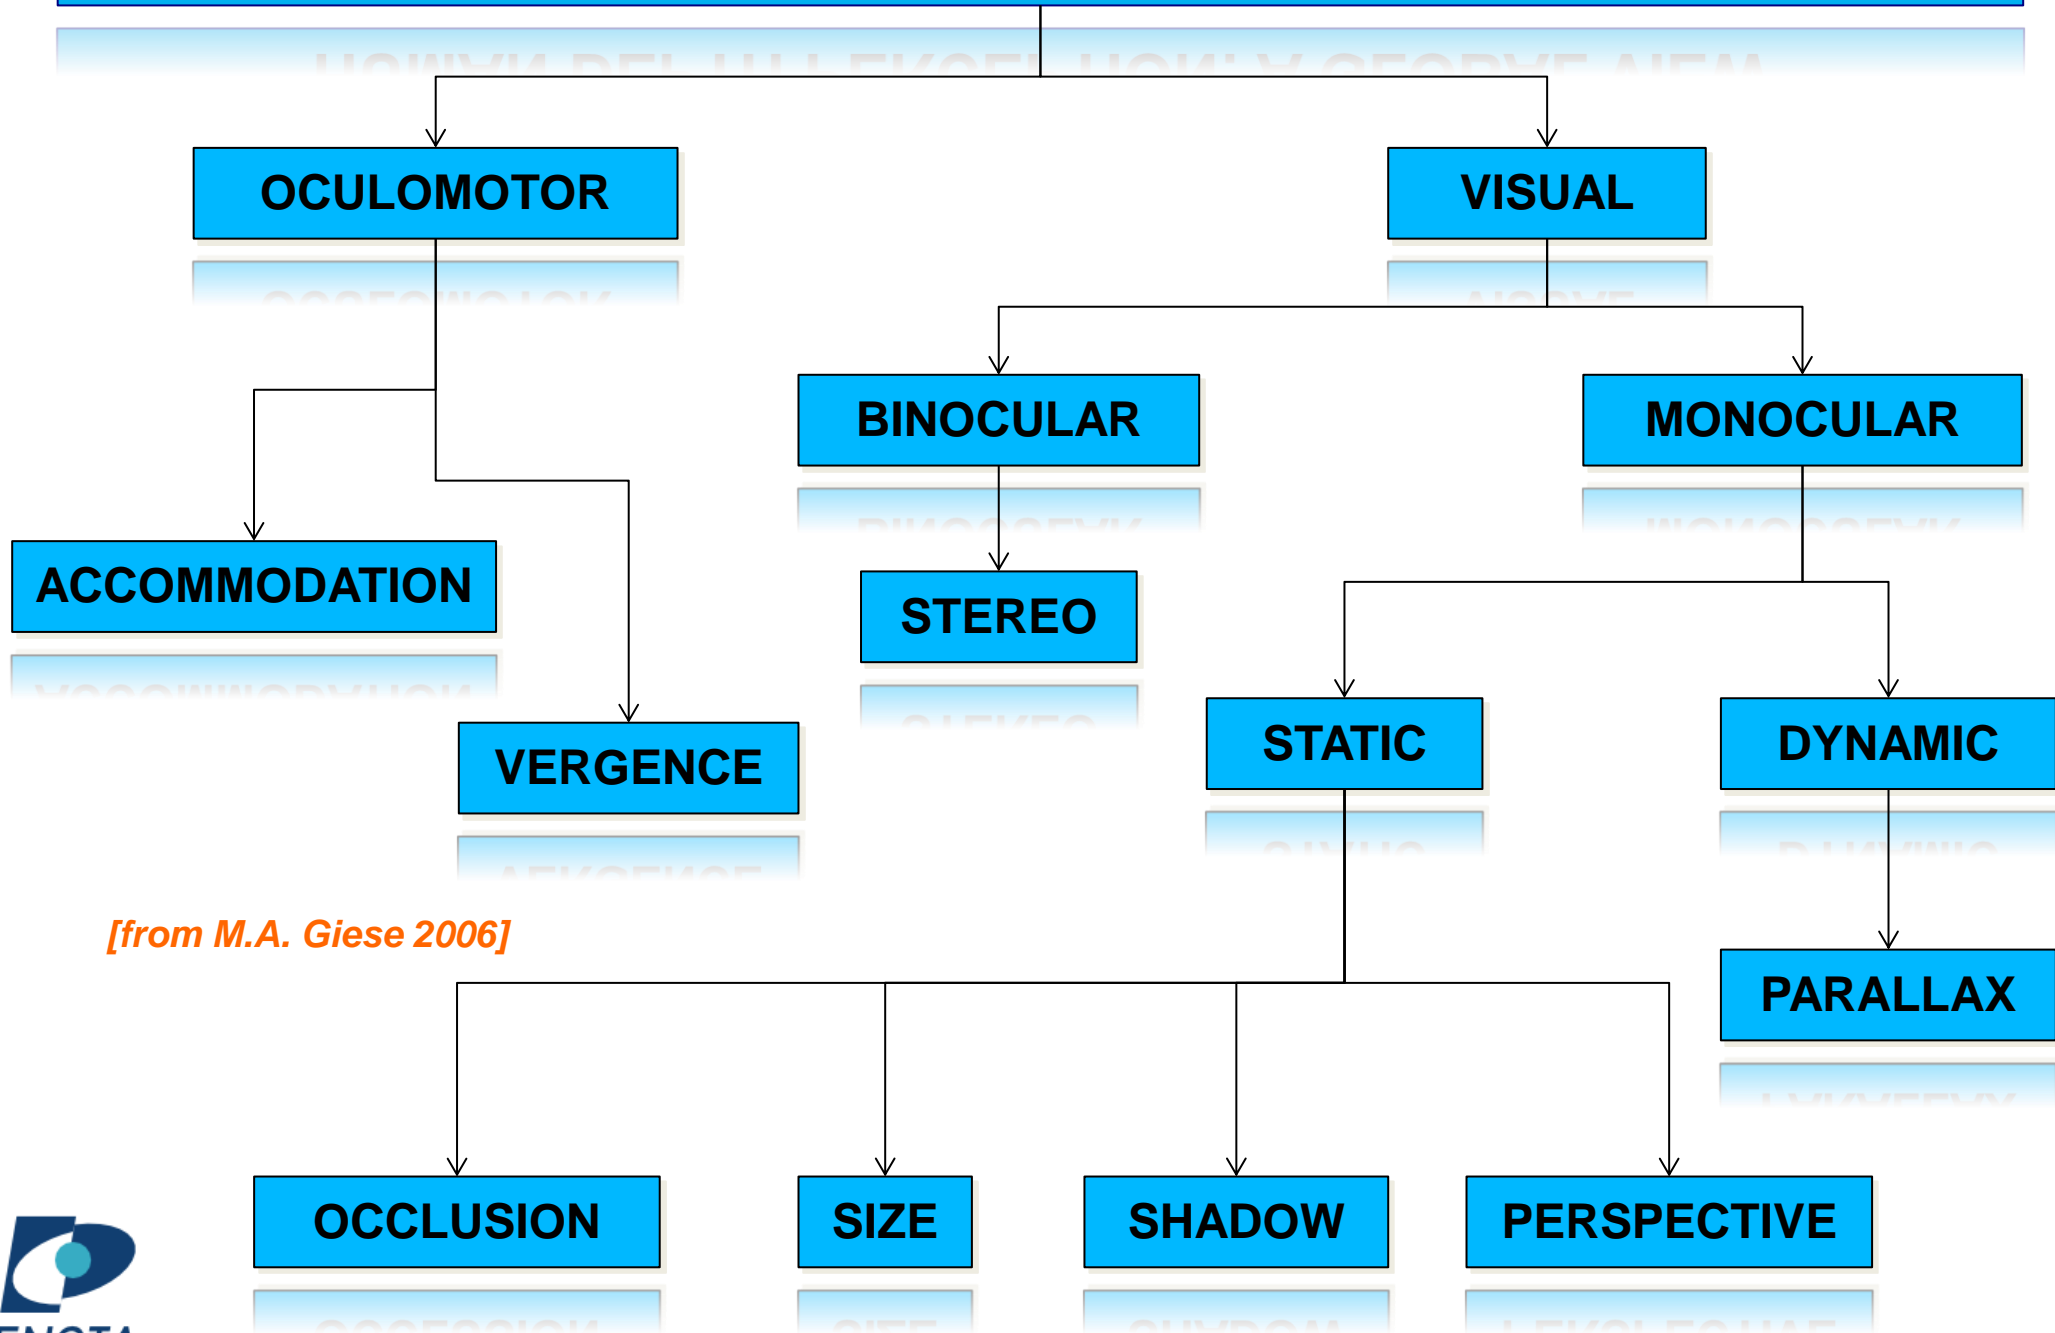 OCULOMOTOR
VISUAL
BINOCULAR
MONOCULAR
ACCOMMODATION
STEREO
STATIC
DYNAMIC
VERGENCE
[from M.A. Giese 2006]
PARALLAX
OCCLUSION
SIZE
SHADOW
PERSPECTIVE